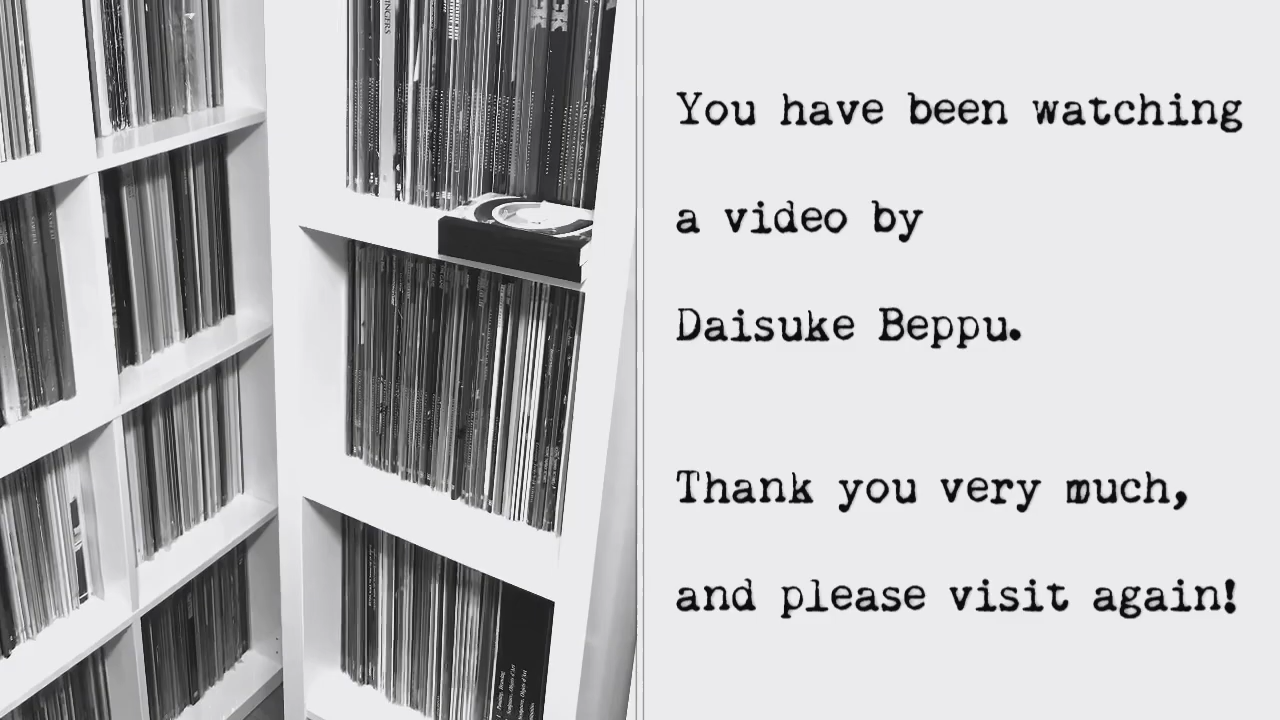 You have been watching
a video by
Daisuke Beppu.
Thank you very much,
and please visit again!